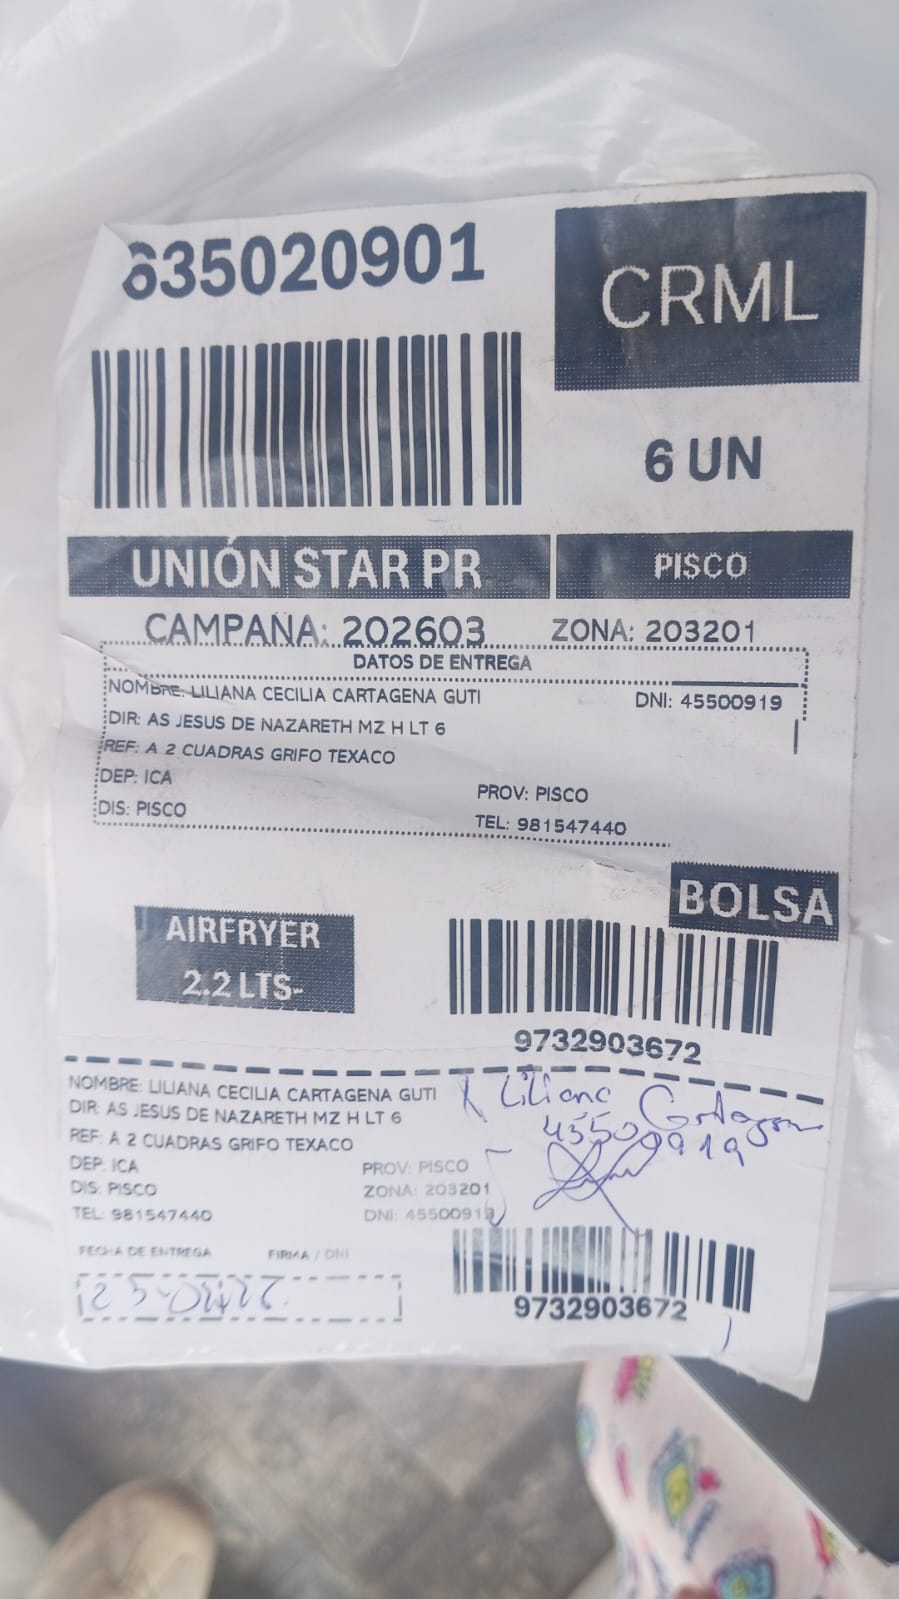 635020901
CRML
6 UN
UNIÓN STAR PR
PISCO
CAMPAÑA: 202603
ZONA: 203201
DATOS DE ENTREGA
NOMBRE: LILIANA CECILIA CARTAGENA GUTI
DNI: 45500919
DIR: AS JESUS DE NAZARETH MZ H LT 6
REF: A 2 CUADRAS GRIFO TEXACO
DEP: ICA
PROV: PISCO
DIS: PISCO
TEL: 981547440
BOLSA
AIRFRYER
2.2 LTS-
9732903672
NOMBRE: LILIANA CECILIA CARTAGENA GUTI
DIR: AS JESUS DE NAZARETH MZ H LT 6
REF: A 2 CUADRAS GRIFO TEXACO
DEP: ICA
PROV: PISCO
DIS: PISCO
ZONA: 203201
TEL: 981547440
DNI: 45500919
Liliana Cartagena
45500919
FECHA DE ENTREGA
FIRMA / DNI
9732903672